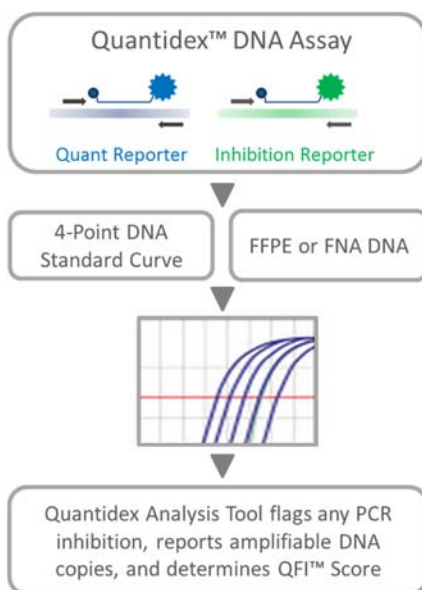 Quantidex™ DNA Assay
Quant Reporter
Inhibition Reporter
4-Point DNA
Standard Curve
FFPE or FNA DNA
Quantidex Analysis Tool flags any PCR
inhibition, reports amplifiable DNA
copies, and determines QFI™ Score